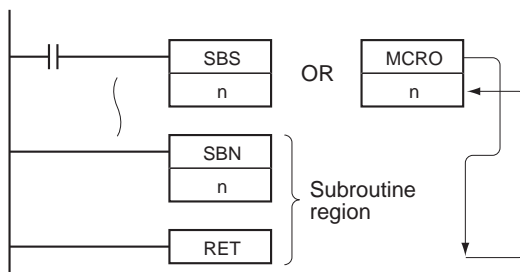 SBS
n
OR
MCRO
n
SBN
n
Subroutine
region
RET